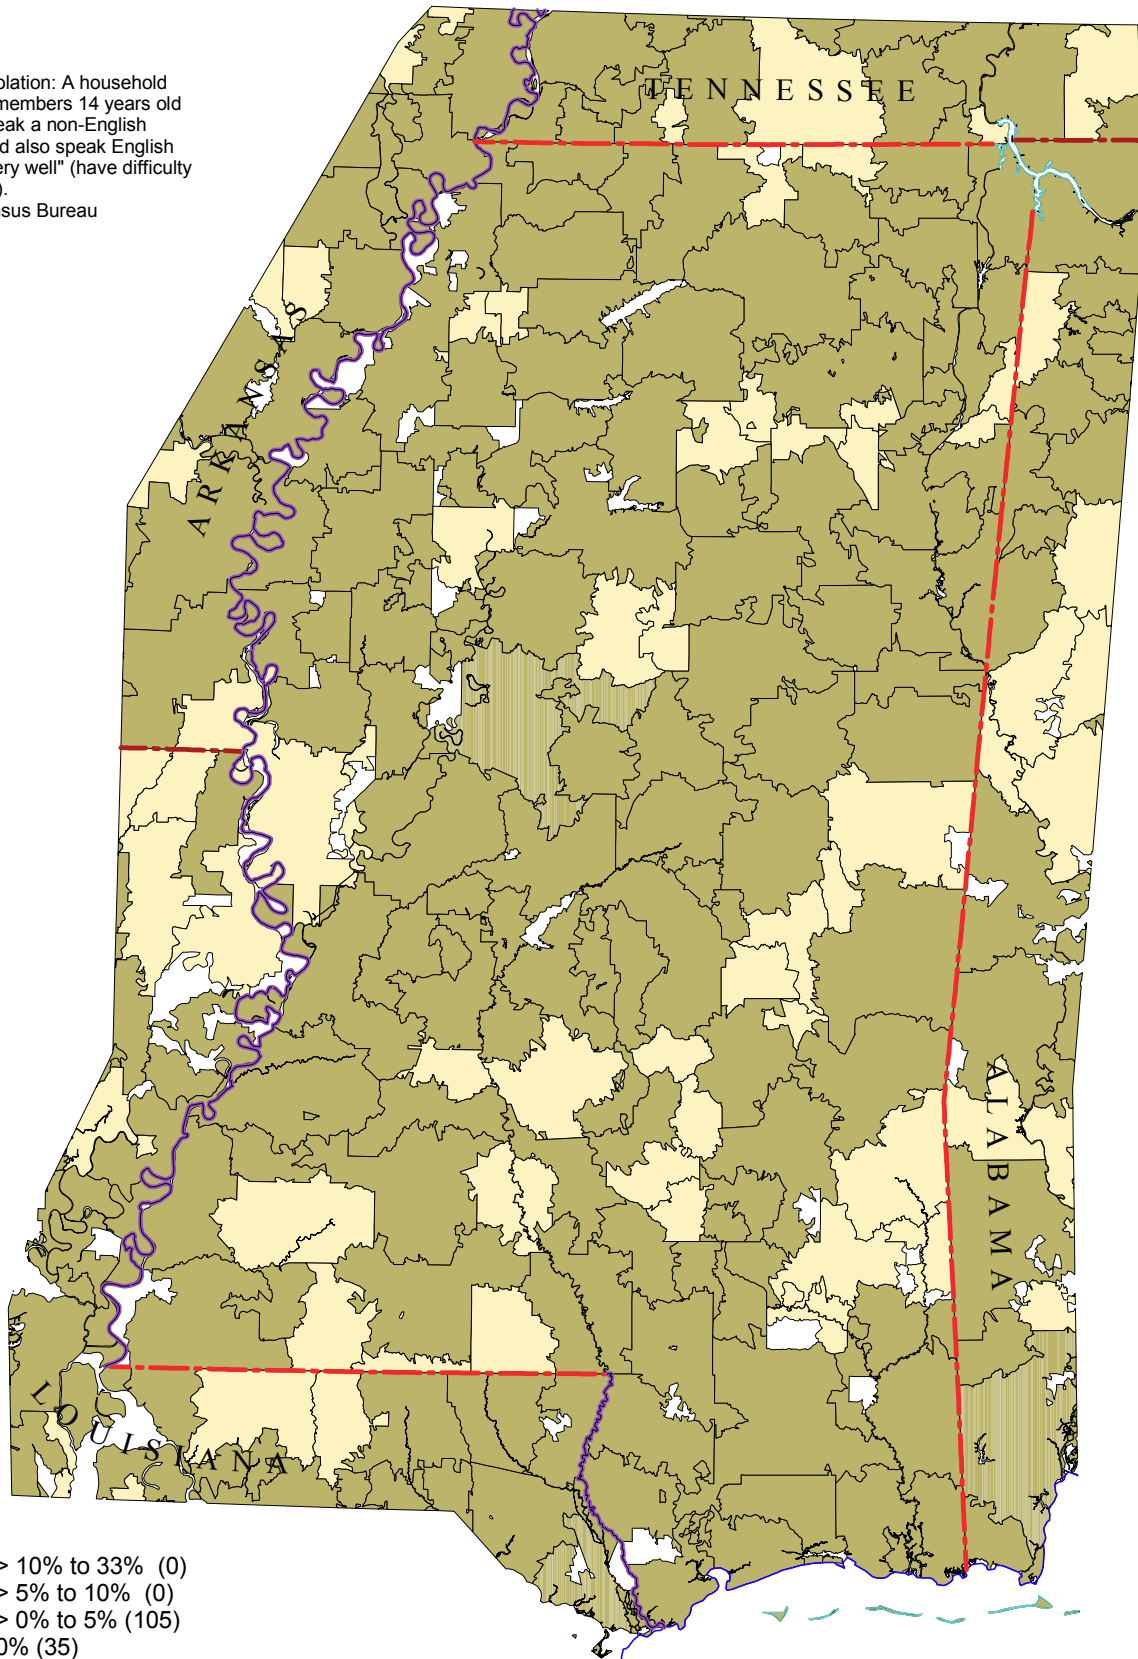 olation: A household
members 14 years old
eak a non-English
d also speak English
ery well" (have difficulty
).
sus Bureau
TENNESSEE
ARKANSAS
ALABAMA
LOUISIANA
> 10% to 33% (0)
> 5% to 10% (0)
> 0% to 5% (105)
0% (35)